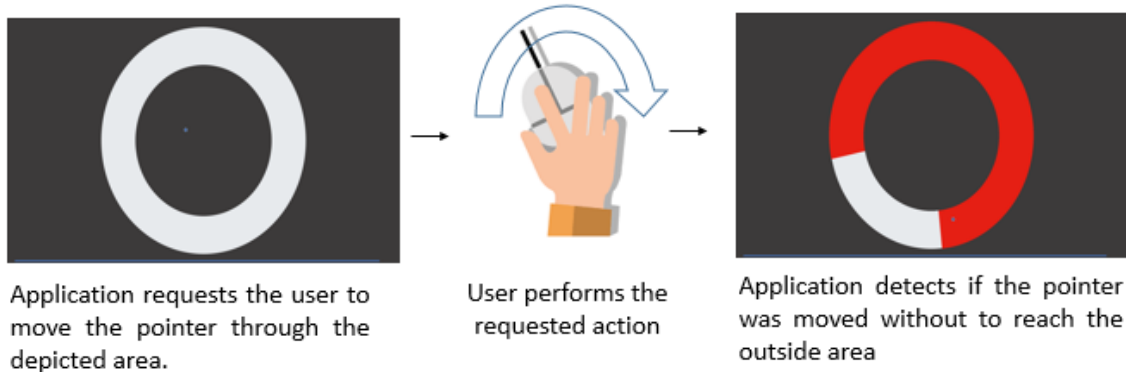 Application requests the user to
move the pointer through the
depicted area.
User performs the
requested action
Application detects if the pointer
was moved without to reach the
outside area